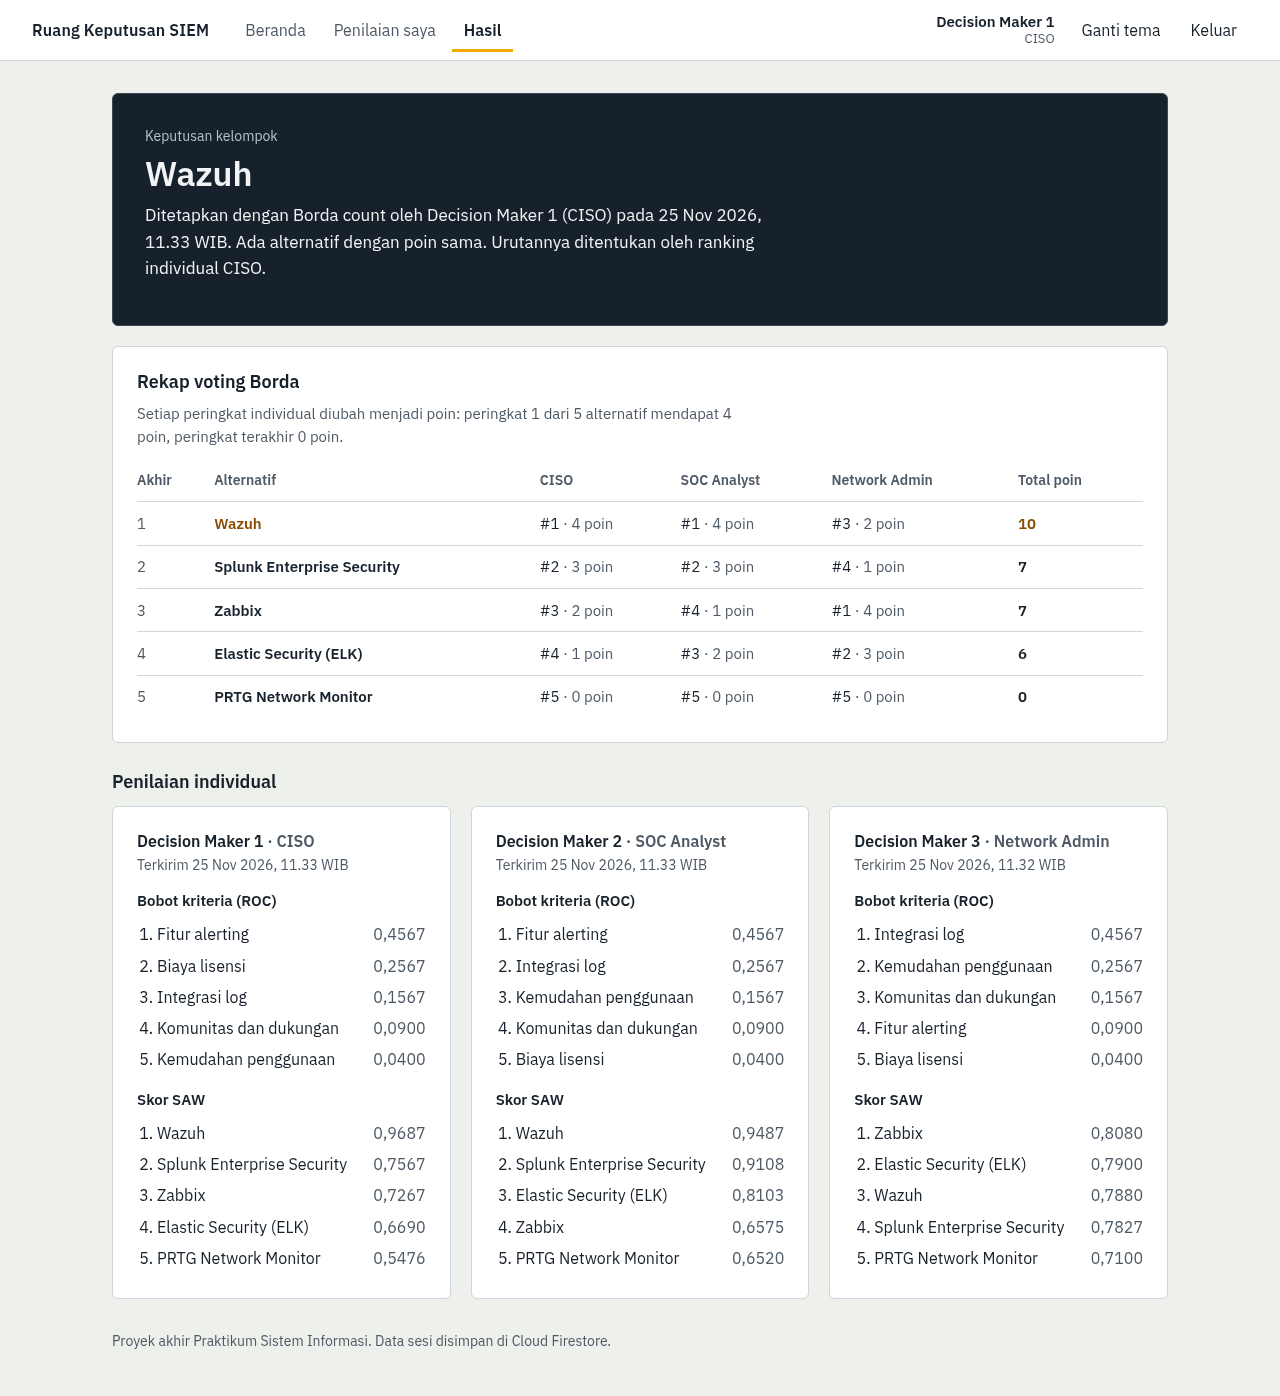 Ruang Keputusan SIEM Beranda Penilaian saya Hasil Decision Maker 1 CISO Ganti tema Keluar
Keputusan kelompok
Wazuh
Ditetapkan dengan Borda count oleh Decision Maker 1 (CISO) pada 25 Nov 2026,
11.33 WIB. Ada alternatif dengan poin sama. Urutannya ditentukan oleh ranking
individual CISO.
Rekap voting Borda
Setiap peringkat individual diubah menjadi poin: peringkat 1 dari 5 alternatif mendapat 4
poin, peringkat terakhir 0 poin.
Akhir Alternatif CISO SOC Analyst Network Admin Total poin
1 Wazuh #1 · 4 poin #1 · 4 poin #3 · 2 poin 10
2 Splunk Enterprise Security #2 · 3 poin #2 · 3 poin #4 · 1 poin 7
3 Zabbix #3 · 2 poin #4 · 1 poin #1 · 4 poin 7
4 Elastic Security (ELK) #4 · 1 poin #3 · 2 poin #2 · 3 poin 6
5 PRTG Network Monitor #5 · 0 poin #5 · 0 poin #5 · 0 poin 0
Penilaian individual
Decision Maker 1 · CISO
Terkirim 25 Nov 2026, 11.33 WIB
Bobot kriteria (ROC)
1. Fitur alerting 0,4567
2. Biaya lisensi 0,2567
3. Integrasi log 0,1567
4. Komunitas dan dukungan 0,0900
5. Kemudahan penggunaan 0,0400
Skor SAW
1. Wazuh 0,9687
2. Splunk Enterprise Security 0,7567
3. Zabbix 0,7267
4. Elastic Security (ELK) 0,6690
5. PRTG Network Monitor 0,5476
Decision Maker 2 · SOC Analyst
Terkirim 25 Nov 2026, 11.33 WIB
Bobot kriteria (ROC)
1. Fitur alerting 0,4567
2. Integrasi log 0,2567
3. Kemudahan penggunaan 0,1567
4. Komunitas dan dukungan 0,0900
5. Biaya lisensi 0,0400
Skor SAW
1. Wazuh 0,9487
2. Splunk Enterprise Security 0,9108
3. Elastic Security (ELK) 0,8103
4. Zabbix 0,6575
5. PRTG Network Monitor 0,6520
Decision Maker 3 · Network Admin
Terkirim 25 Nov 2026, 11.32 WIB
Bobot kriteria (ROC)
1. Integrasi log 0,4567
2. Kemudahan penggunaan 0,2567
3. Komunitas dan dukungan 0,1567
4. Fitur alerting 0,0900
5. Biaya lisensi 0,0400
Skor SAW
1. Zabbix 0,8080
2. Elastic Security (ELK) 0,7900
3. Wazuh 0,7880
4. Splunk Enterprise Security 0,7827
5. PRTG Network Monitor 0,7100
Proyek akhir Praktikum Sistem Informasi. Data sesi disimpan di Cloud Firestore.